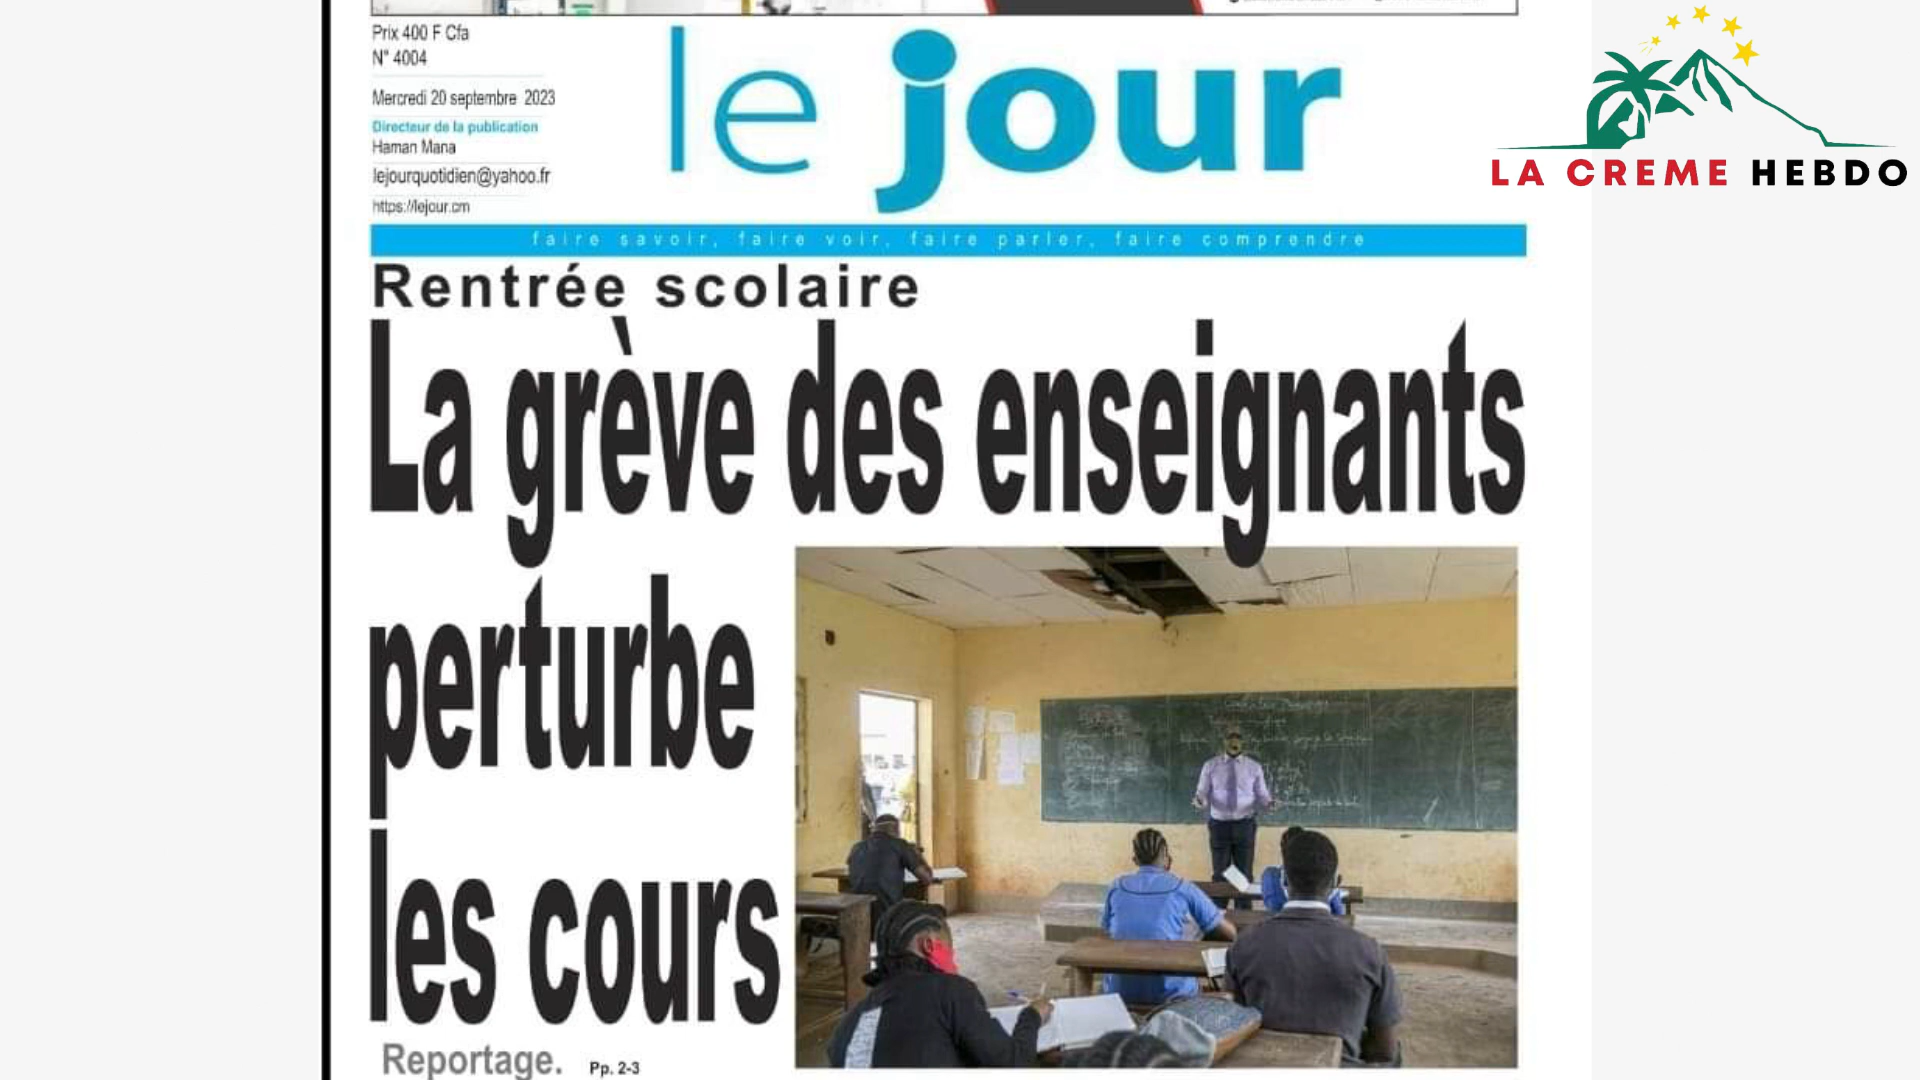 Prix 400 F Cfa
N° 4004
Mercredi 20 septembre 2023
Directeur de la publication
Haman Mana
lejourquotidien@yahoo.fr
https://lejour.cm
le jour
LA CREME HEBDO
faire savoir, faire voir, faire parler, faire comprendre
Rentrée scolaire
La grève des enseignants
perturbe
les cours
Reportage. Pp. 2-3